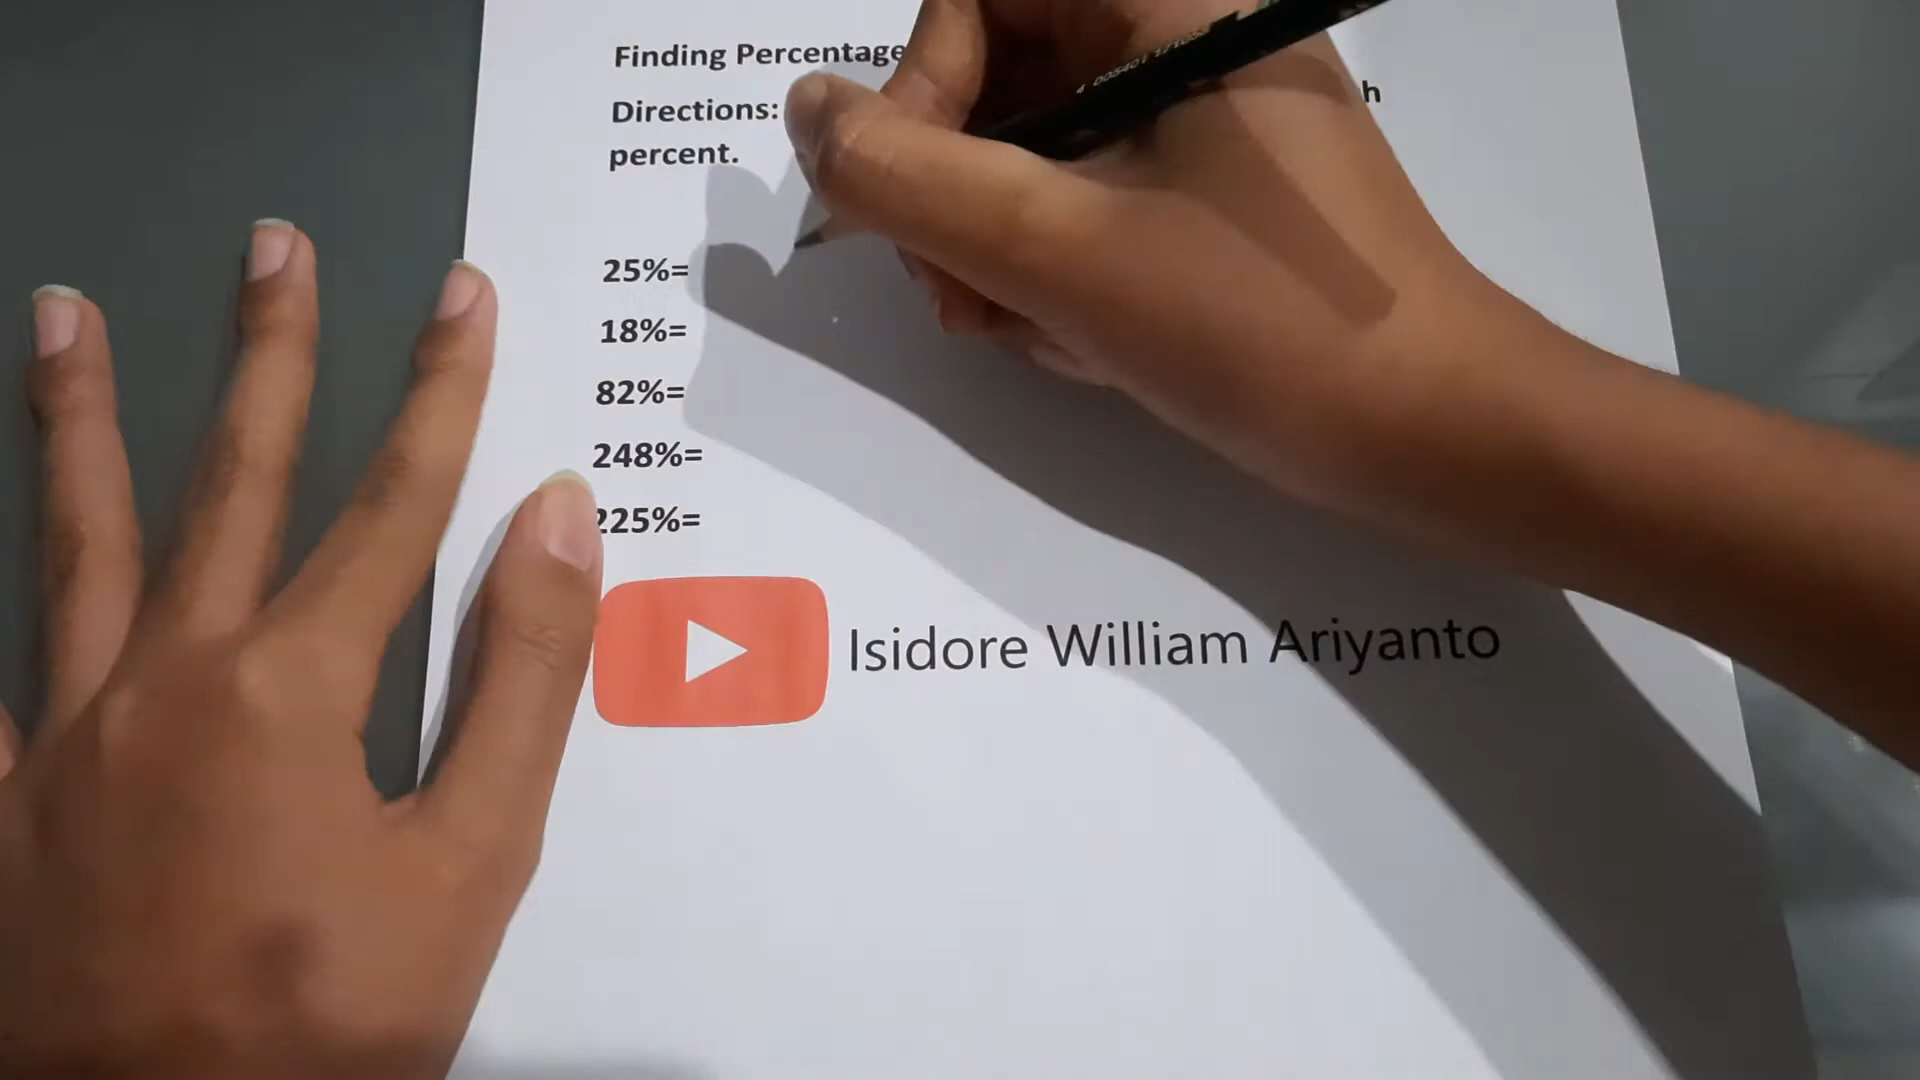 Finding Percentage
Directions: h
percent.
25%=
18%=
82%=
248%=
225%=
Isidore William Ariyanto